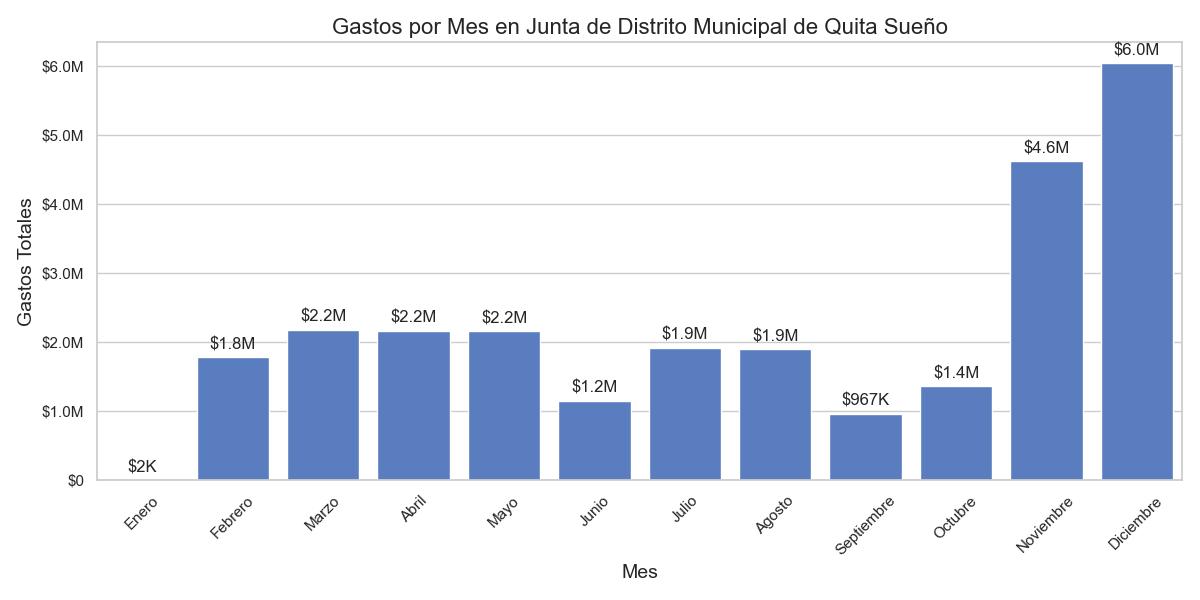 Gastos por Mes en Junta de Distrito Municipal de Quita Sueño
Gastos Totales
$6.0M
$5.0M
$4.0M
$3.0M
$2.0M
$1.0M
$0
$2K
$1.8M
$2.2M
$2.2M
$2.2M
$1.2M
$1.9M
$1.9M
$967K
$1.4M
$4.6M
$6.0M
Enero
Febrero
Marzo
Abril
Mayo
Junio
Julio
Agosto
Septiembre
Octubre
Noviembre
Diciembre
Mes